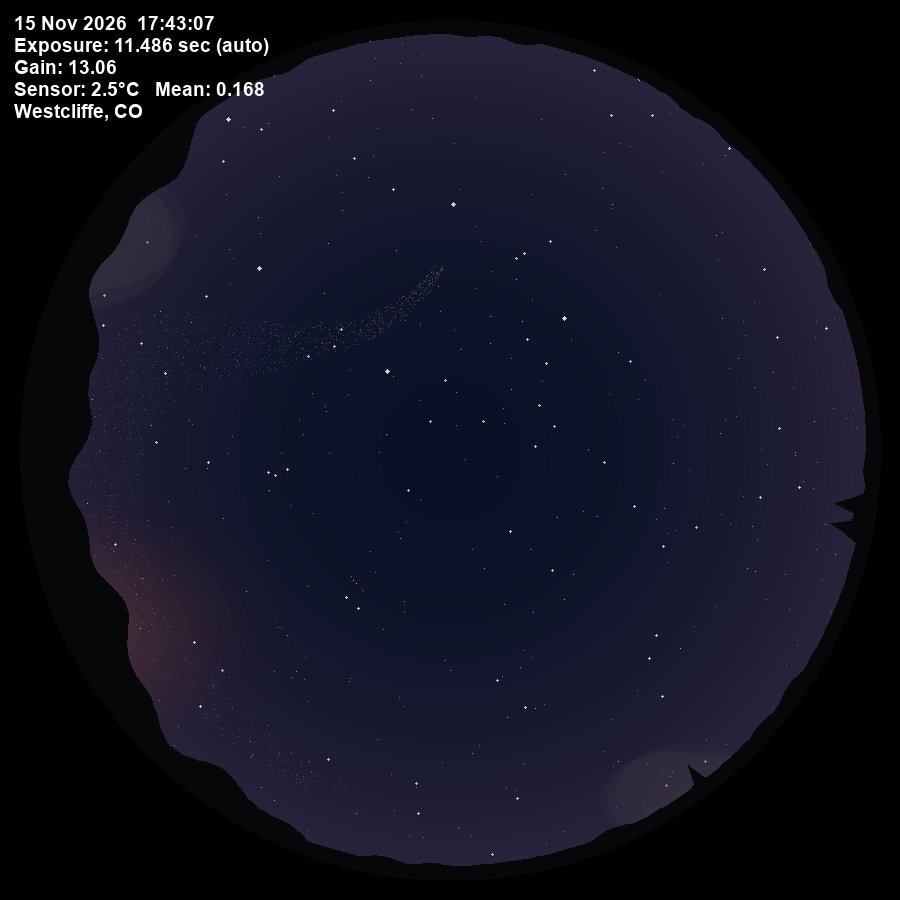 15 Nov 2026  17:43:07
Exposure: 11.486 sec (auto)
Gain: 13.06
Sensor: 2.5°C   Mean: 0.168
Westcliffe, CO